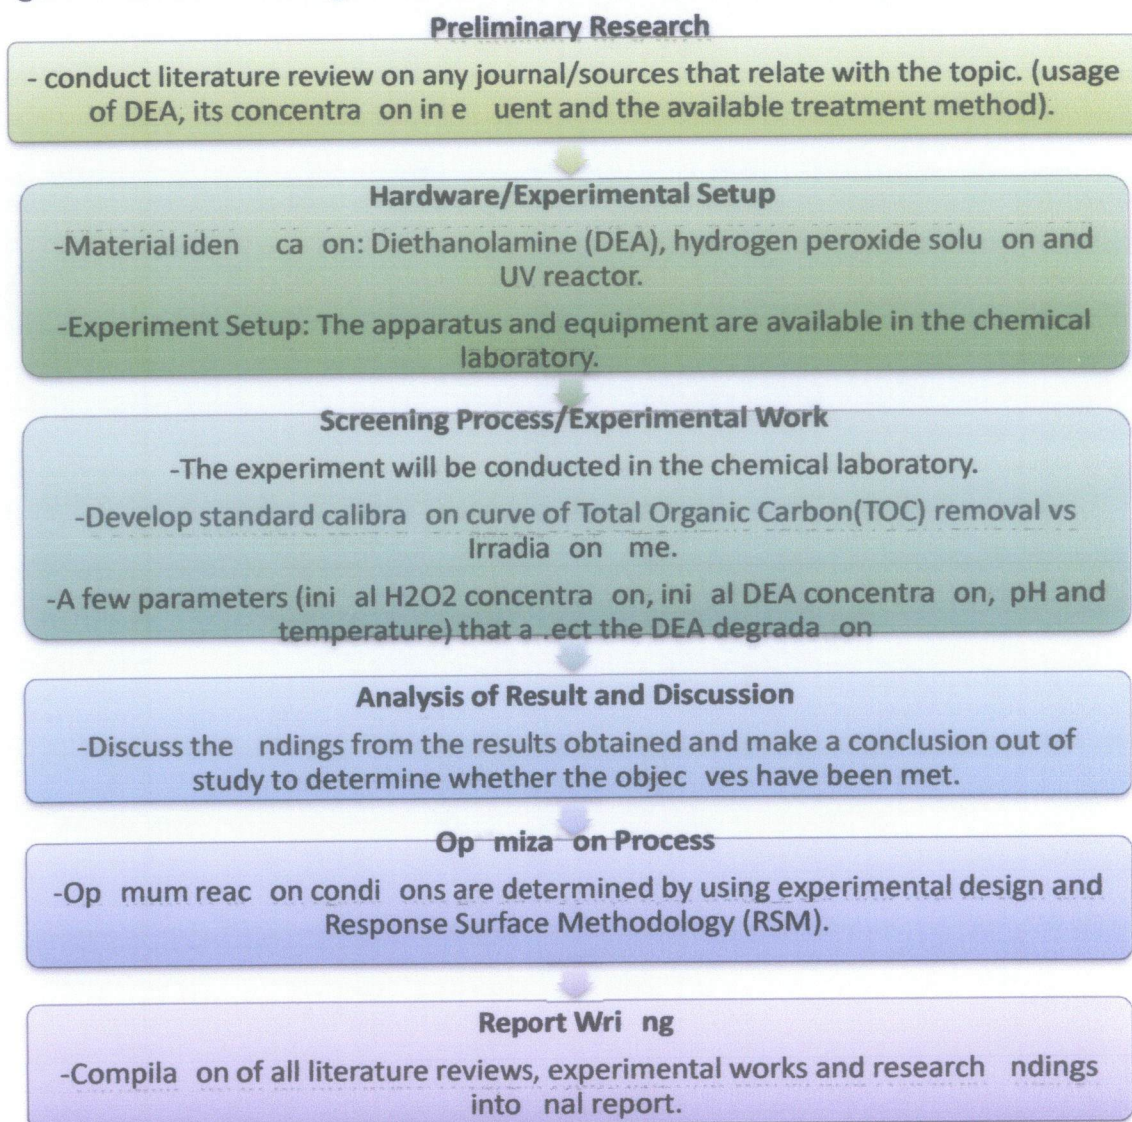 Preliminary Research
- conduct literature review on any journal/sources that relate with the topic. (usage
of DEA, its concentra on in e uent and the available treatment method).
Hardware/Experimental Setup
-Material iden ca on: Diethanolamine (DEA), hydrogen peroxide solu on and
UV reactor.
-Experiment Setup: The apparatus and equipment are available in the chemical
laboratory.
Screening Process/Experimental Work
-The experiment will be conducted in the chemical laboratory.
-Develop standard calibra on curve of Total Organic Carbon(TOC) removal vs
Irradia on me.
-A few parameters (ini al H2O2 concentra on, ini al DEA concentra on, pH and
temperature) that a .ect the DEA degrada on
Analysis of Result and Discussion
-Discuss the ndings from the results obtained and make a conclusion out of
study to determine whether the objec ves have been met.
Op miza on Process
-Op mum reac on condi ons are determined by using experimental design and
Response Surface Methodology (RSM).
Report Wri ng
-Compila on of all literature reviews, experimental works and research ndings
into nal report.